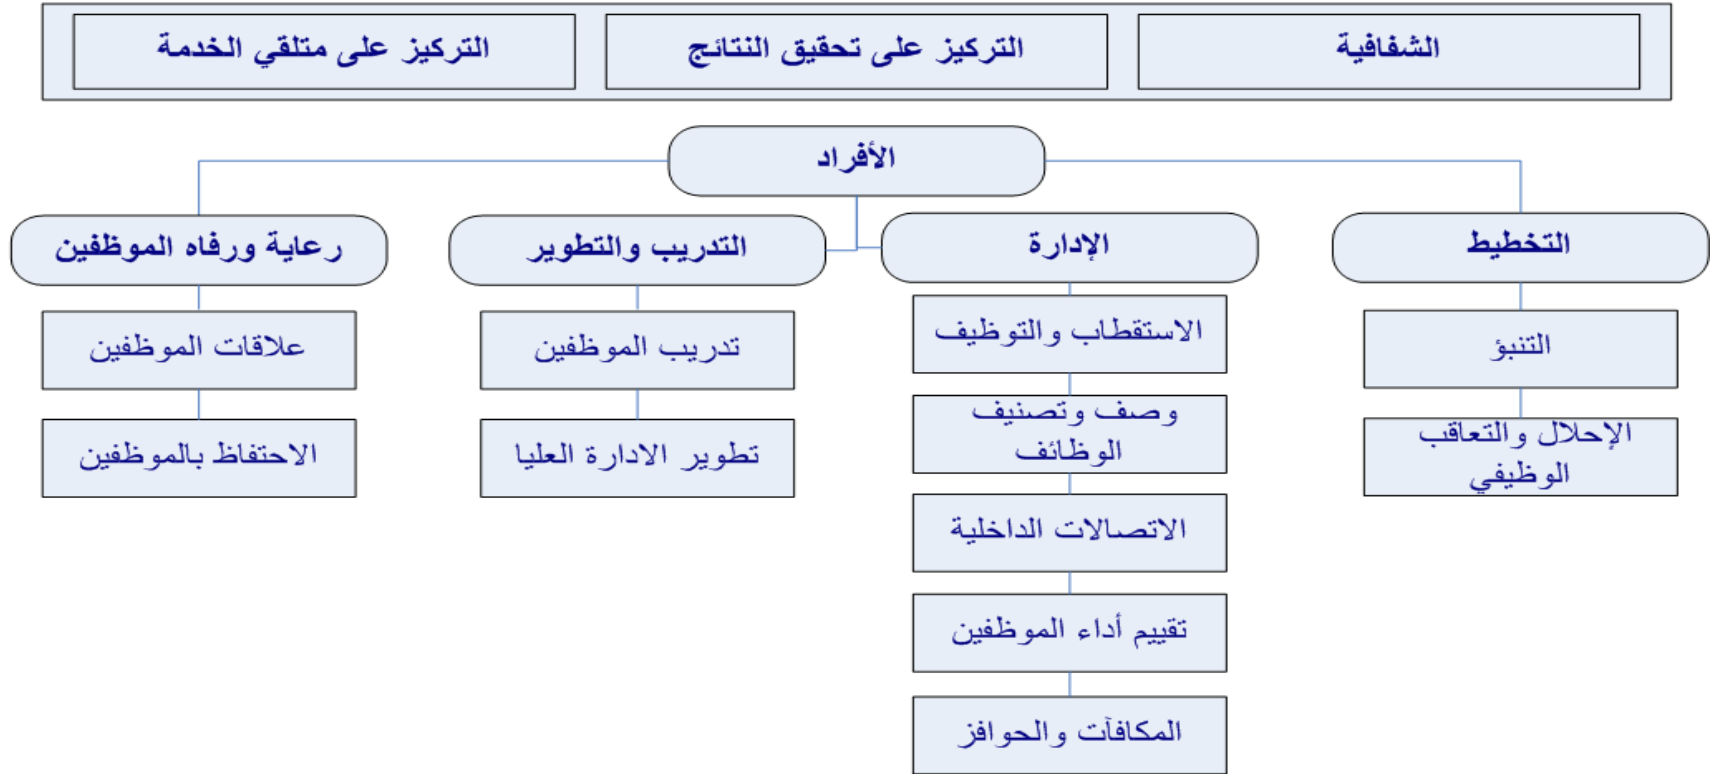 الشفافية
التركيز على تحقيق النتائج
التركيز على متلقي الخدمة
الأفراد
التخطيط
التنبؤ
الإحلال والتعاقب
الوظيفي
الإدارة
الاستقطاب والتوظيف
وصف وتصنيف
الوظائف
الاتصالات الداخلية
تقييم أداء الموظفين
المكافآت والحوافز
التدريب والتطوير
تدريب الموظفين
تطوير الادارة العليا
رعاية ورفاه الموظفين
علاقات الموظفين
الاحتفاظ بالموظفين